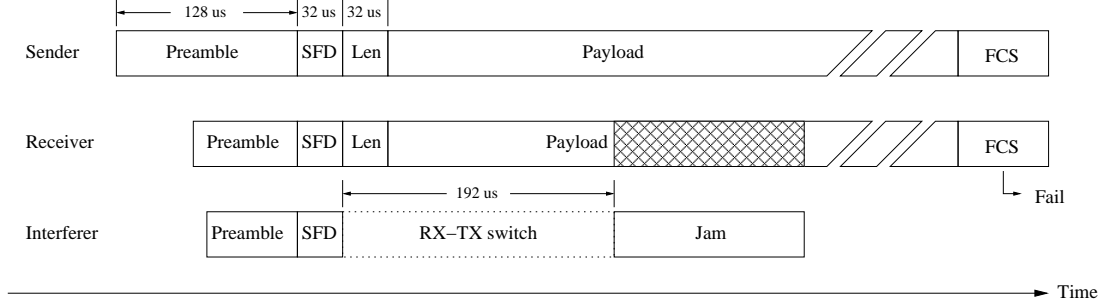 128 us 32 us 32 us
Sender Preamble SFD Len Payload FCS
Receiver Preamble SFD Len Payload FCS
192 us
Fail
Interferer Preamble SFD RX–TX switch Jam
Time